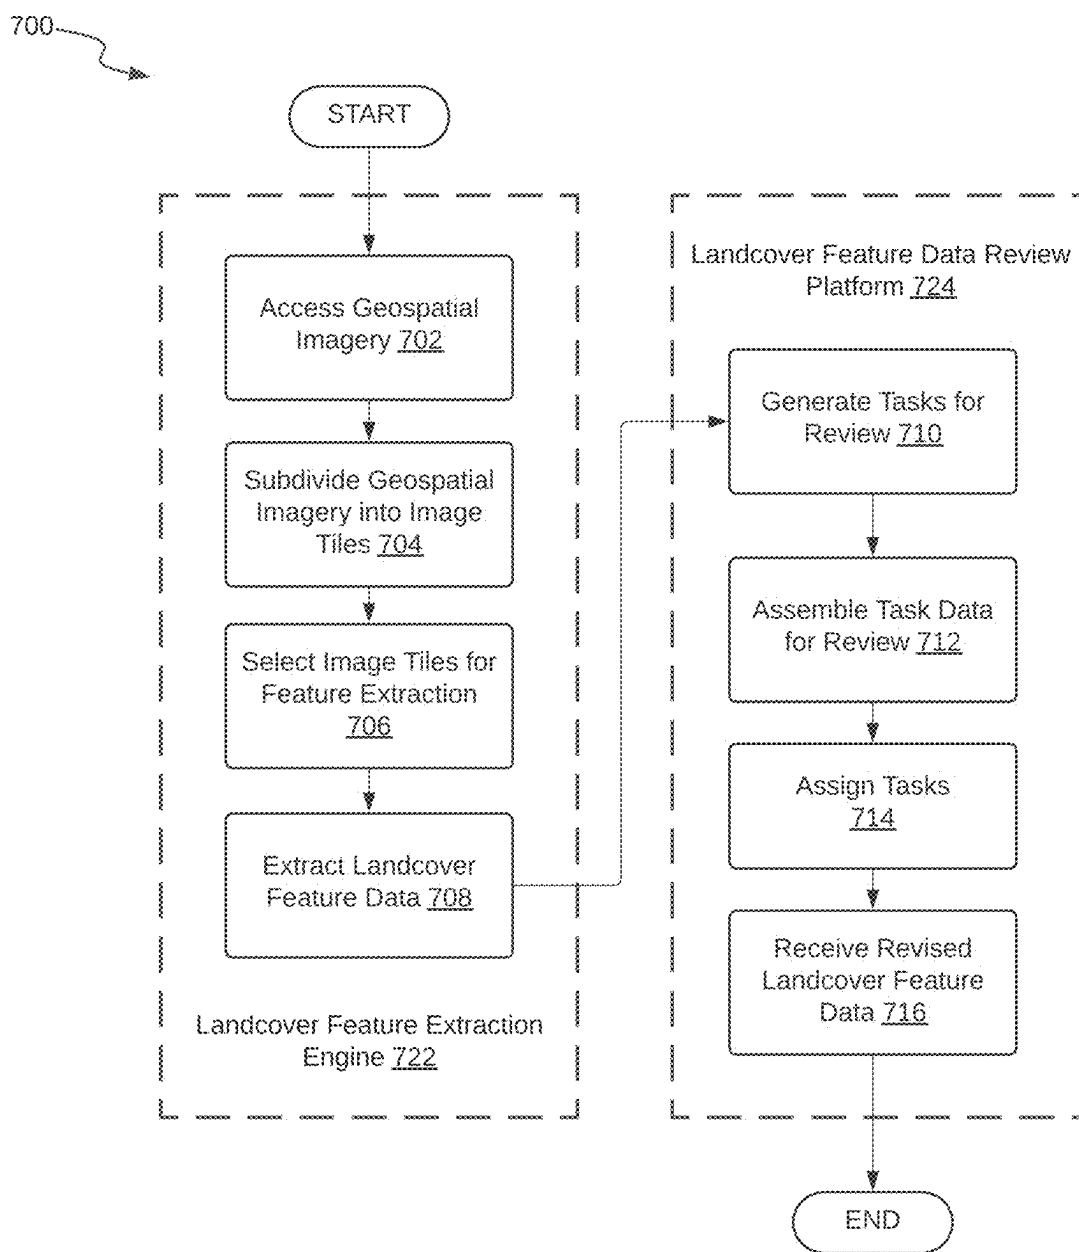 700
START
Access Geospatial
Imagery 702
Subdivide Geospatial
Imagery into Image
Tiles 704
Select Image Tiles for
Feature Extraction
706
Extract Landcover
Feature Data 708
Landcover Feature Extraction
Engine 722
Landcover Feature Data Review
Platform 724
Generate Tasks for
Review 710
Assemble Task Data
for Review 712
Assign Tasks
714
Receive Revised
Landcover Feature
Data 716
END